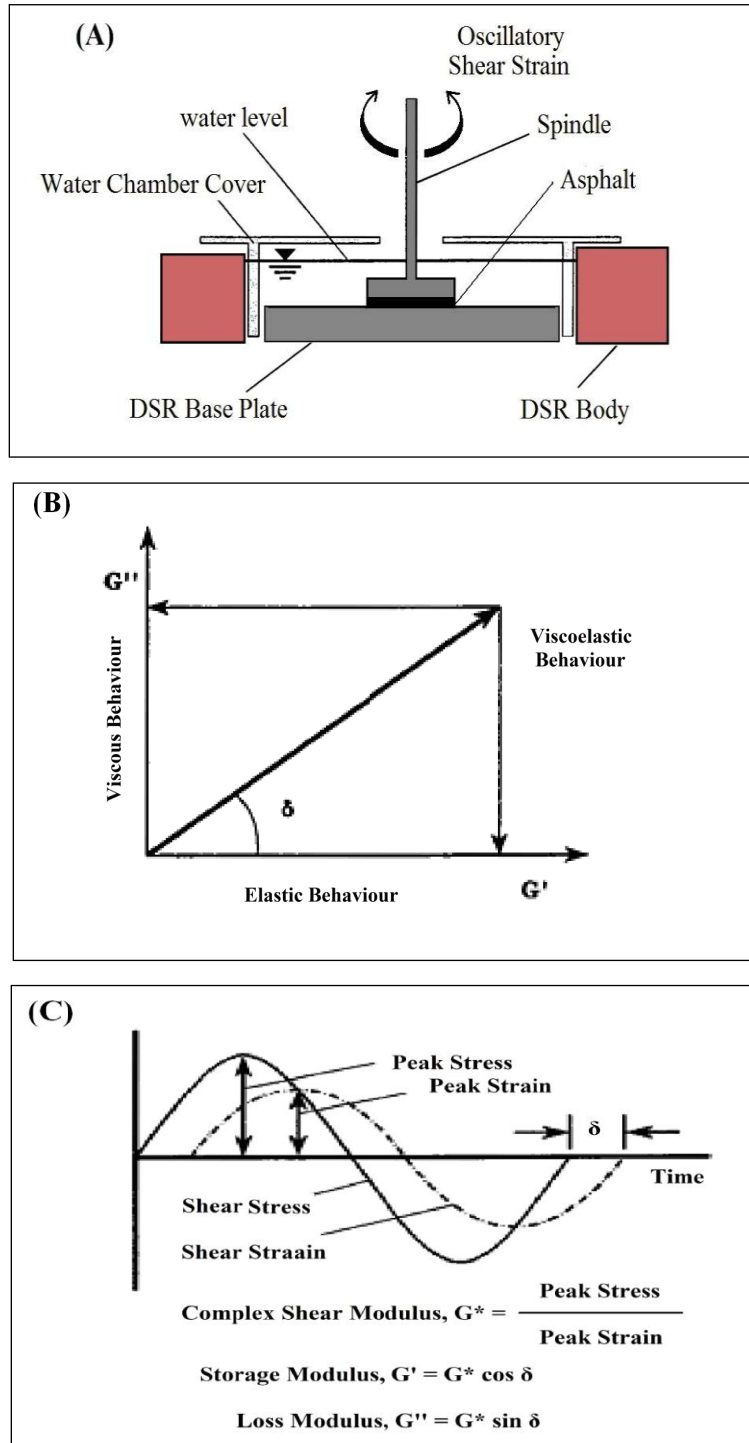 (A)
Oscillatory
Shear Strain
water level
Spindle
Water Chamber Cover
Asphalt
DSR Base Plate
DSR Body
(B)
G''
Viscous Behaviour
Viscoelastic
Behaviour
δ
Elastic Behaviour
G'
(C)
Peak Stress
Peak Strain
δ
Time
Shear Stress
Shear Straain
Complex Shear Modulus, G* = Peak Stress
Peak Strain
Storage Modulus, G' = G* cos δ
Loss Modulus, G'' = G* sin δ